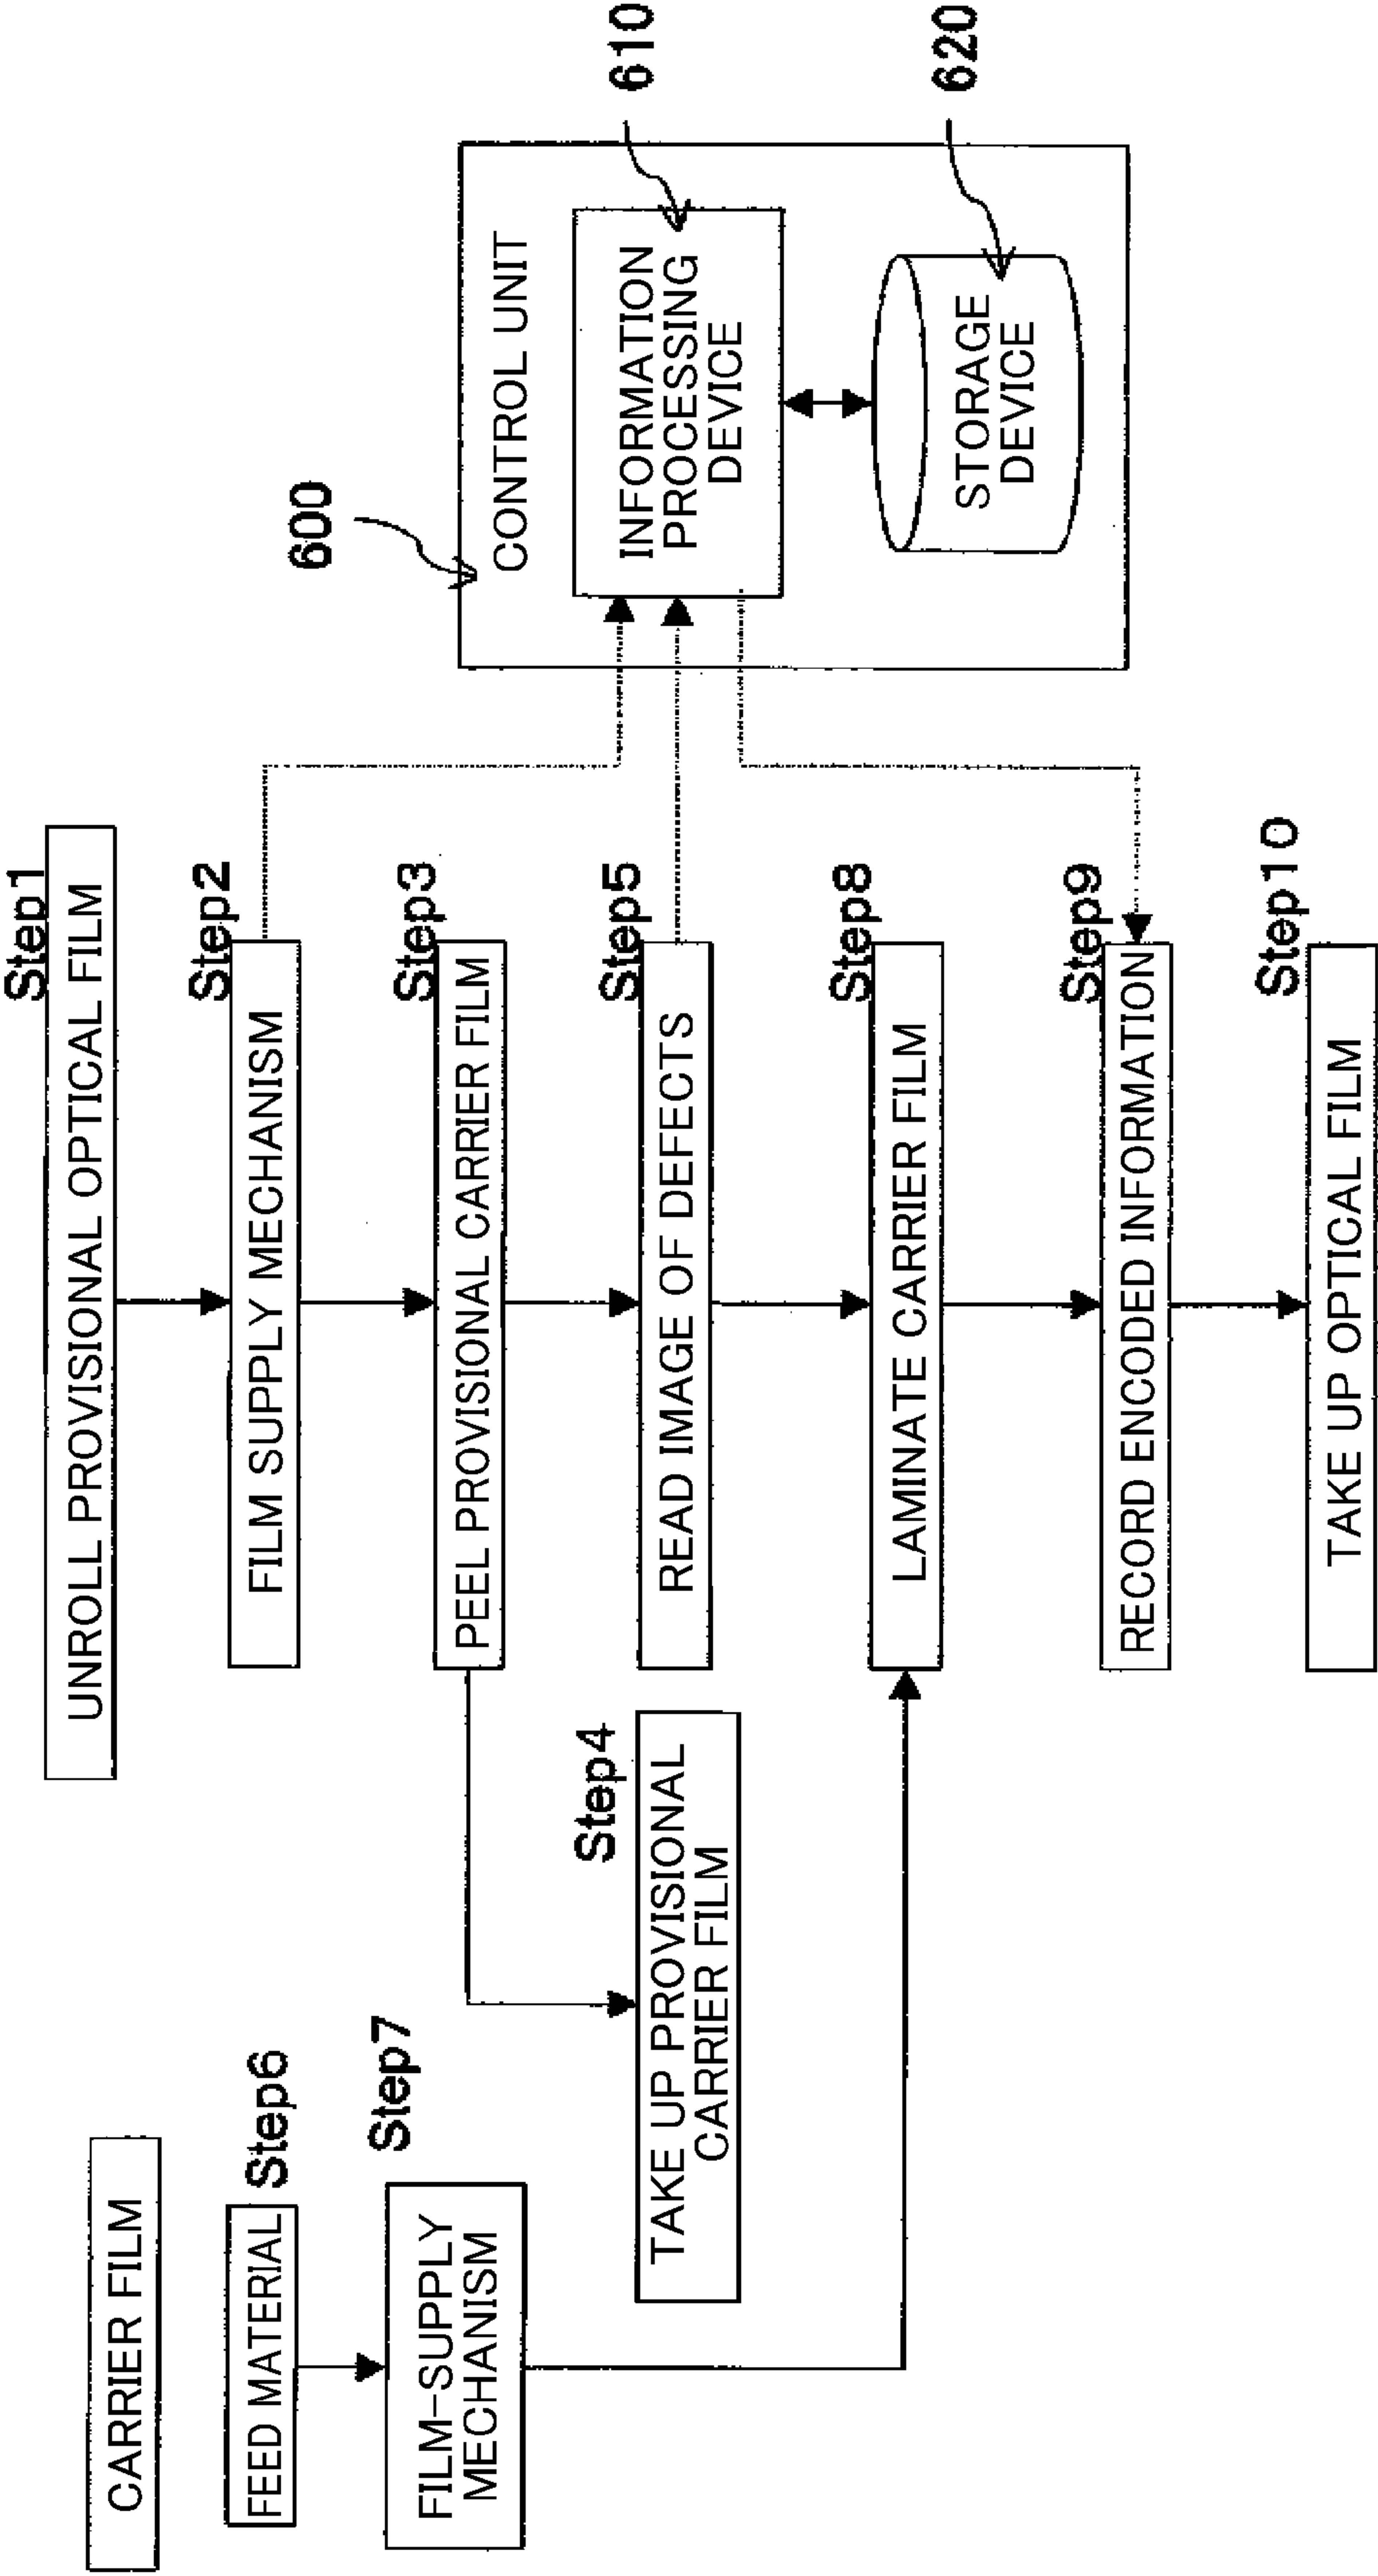 CARRIER FILM
FEED MATERIAL
Step6
FILM-SUPPLY
MECHANISM
Step7
Step1
UNROLL PROVISIONAL OPTICAL FILM
Step2
FILM SUPPLY MECHANISM
Step3
PEEL PROVISIONAL CARRIER FILM
Step4
TAKE UP PROVISIONAL
CARRIER FILM
Step5
READ IMAGE OF DEFECTS
Step8
LAMINATE CARRIER FILM
Step9
RECORD ENCODED INFORMATION
Step10
TAKE UP OPTICAL FILM
600
CONTROL UNIT
610
INFORMATION
PROCESSING
DEVICE
620
STORAGE
DEVICE